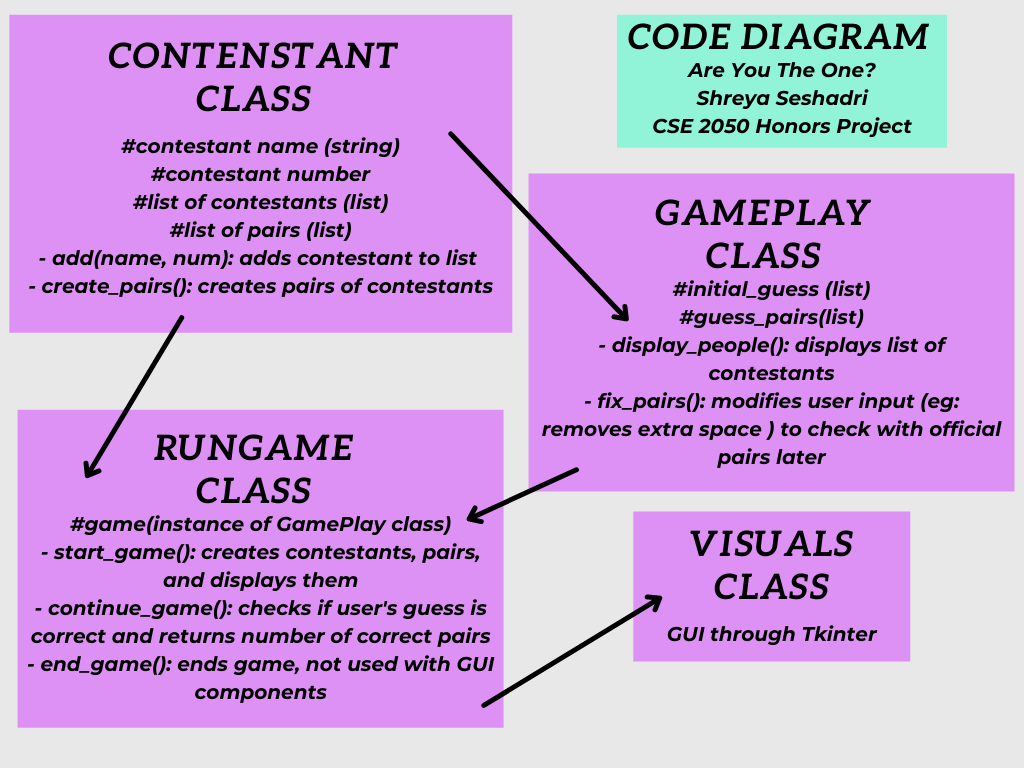 CONTENSTANT
CLASS
#contestant name (string)
#contestant number
#list of contestants (list)
#list of pairs (list)
- add(name, num): adds contestant to list
- create_pairs(): creates pairs of contestants
CODE DIAGRAM
Are You The One?
Shreya Seshadri
CSE 2050 Honors Project
GAMEPLAY
CLASS
#initial_guess (list)
#guess_pairs(list)
- display_people(): displays list of
contestants
- fix_pairs(): modifies user input (eg:
removes extra space ) to check with official
pairs later
RUNGAME
CLASS
#game(instance of GamePlay class)
- start_game(): creates contestants, pairs,
and displays them
- continue_game(): checks if user's guess is
correct and returns number of correct pairs
- end_game(): ends game, not used with GUI
components
VISUALS
CLASS
GUI through Tkinter